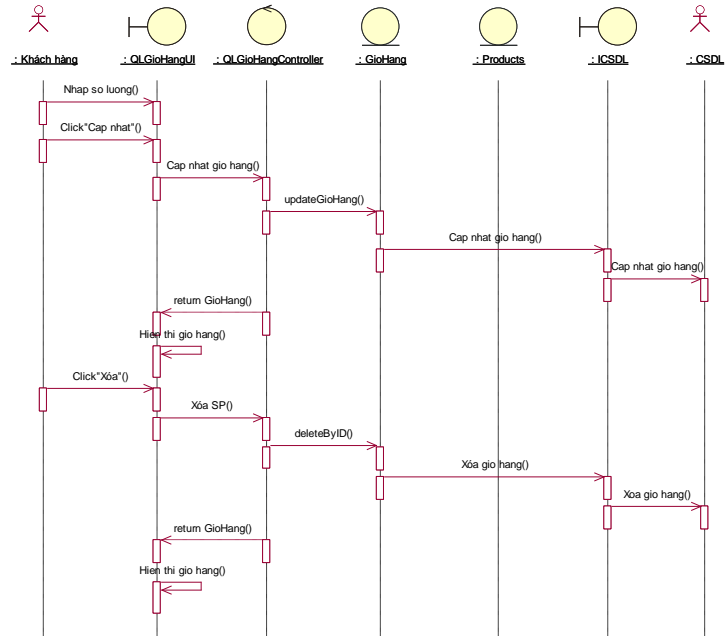 : Khách hàng
: QLGioHangUI
: QLGioHangController
: GioHang
: Products
: ICSDL
: CSDL
Nhap so luong()
Click"Cap nhat"()
Cap nhat gio hang()
updateGioHang()
Cap nhat gio hang()
Cap nhat gio hang()
return GioHang()
Hien thi gio hang()
Click"Xóa"()
Xóa SP()
deleteByID()
Xóa gio hang()
Xoa gio hang()
return GioHang()
Hien thi gio hang()